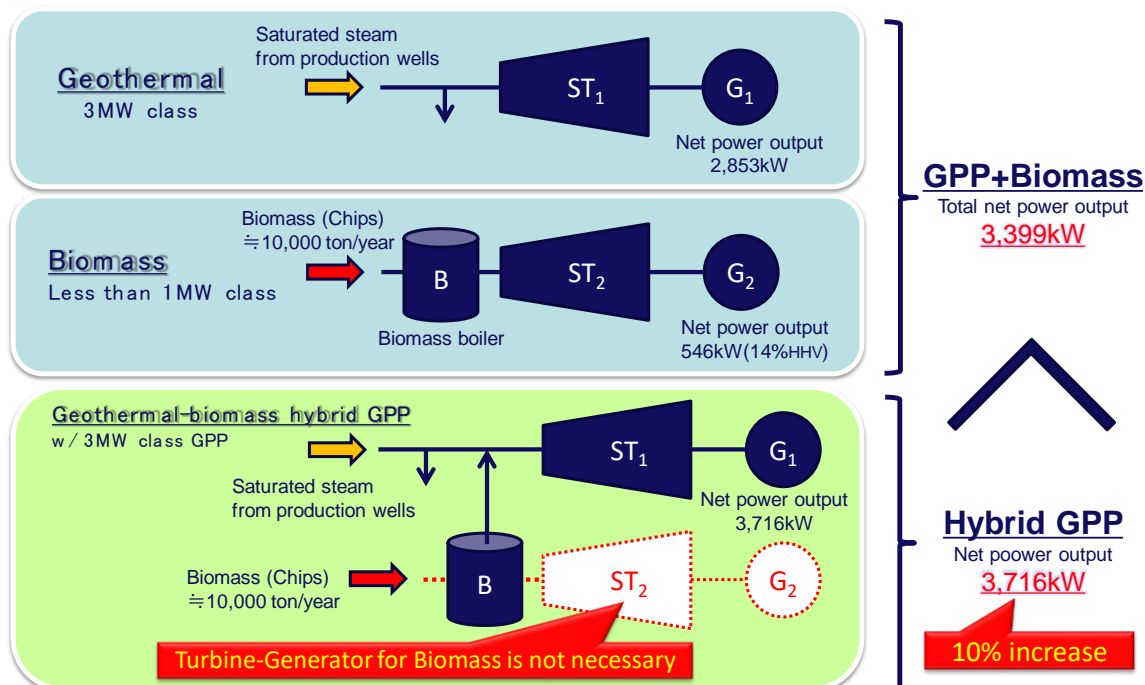 Geothermal
3MW class
Saturated steam
from production wells
ST1
G1
Net power output
2,853kW
Biomass
Less than 1MW class
Biomass (Chips)
≒10,000 ton/year
B
Biomass boiler
ST2
G2
Net power output
546kW(14%HHV)
GPP+Biomass
Total net power output
3,399kW
Geothermal-biomass hybrid GPP
w/ 3MW class GPP
Saturated steam
from production wells
ST1
G1
Net power output
3,716kW
Biomass (Chips)
≒10,000 ton/year
B
ST2
G2
Turbine-Generator for Biomass is not necessary
Hybrid GPP
Net poower output
3,716kW
10% increase